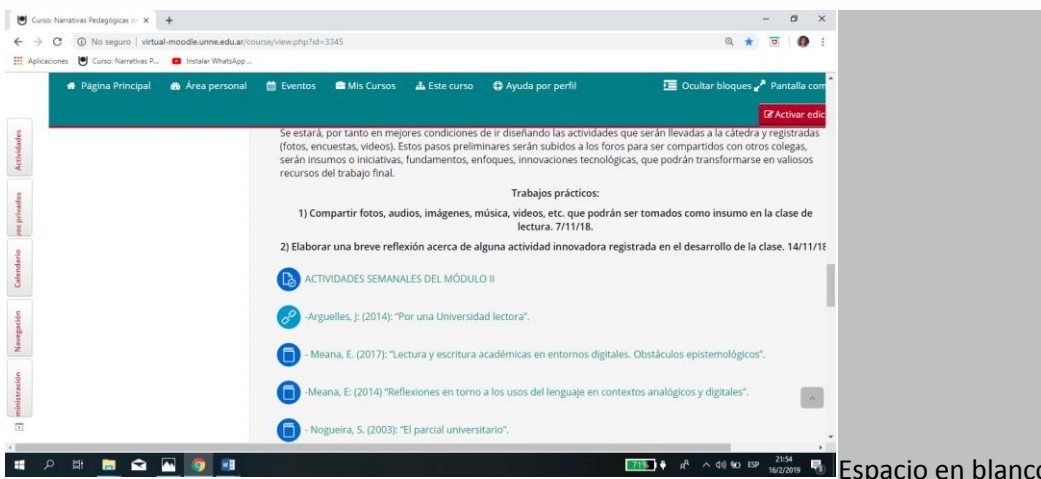 Curso: Narrativas Pedagógicas d
No seguro | virtual-moodle.unne.edu.ar/course/view.php?id=3345
Aplicaciones Curso: Narrativas P... Instalar WhatsApp ...
Página Principal Área personal Eventos Mis Cursos Este curso Ayuda por perfil Ocultar bloques Pantalla com
Activar edic
Actividades
vos privados
Calendario
Navegación
ministración
Se estará, por tanto en mejores condiciones de ir diseñando las actividades que serán llevadas a la cátedra y registradas
(fotos, encuestas, videos). Estos pasos preliminares serán subidos a los foros para ser compartidos con otros colegas,
serán insumos o iniciativas, fundamentos, enfoques, innovaciones tecnológicas, que podrán transformarse en valiosos
recursos del trabajo final.
Trabajos prácticos:
1) Compartir fotos, audios, imágenes, música, videos, etc. que podrán ser tomados como insumo en la clase de
lectura. 7/11/18.
2) Elaborar una breve reflexión acerca de alguna actividad innovadora registrada en el desarrollo de la clase. 14/11/18
ACTIVIDADES SEMANALES DEL MÓDULO II
-Arguelles, J: (2014): "Por una Universidad lectora".
- Meana, E. (2017): "Lectura y escritura académicas en entornos digitales. Obstáculos epistemológicos".
-Meana, E: (2014) "Reflexiones en torno a los usos del lenguaje en contextos analógicos y digitales".
- Nogueira, S. (2003): "El parcial universitario".
71% ESP 21:54
16/2/2019
Espacio en blanco